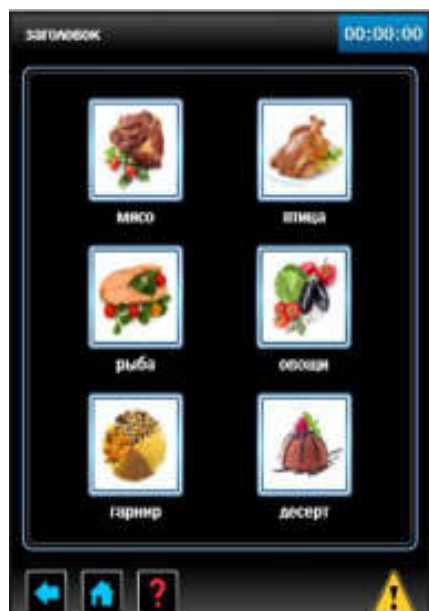 заголовок 00:00:00
мясо птица
рыба овощи
гарнир десерт
?